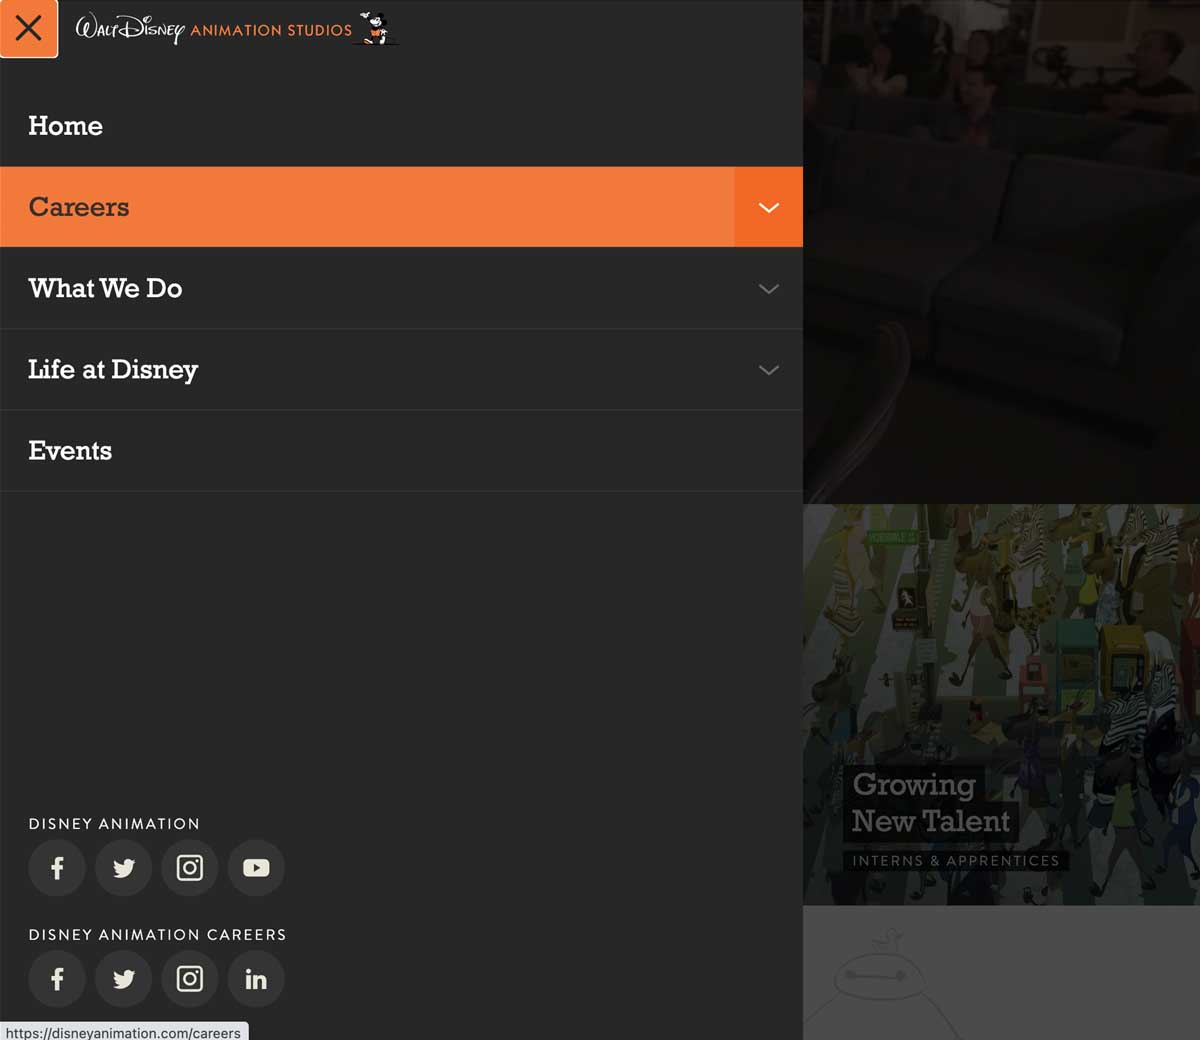 WALT DISNEY ANIMATION STUDIOS
Home
Careers
What We Do
Life at Disney
Events
DISNEY ANIMATION
DISNEY ANIMATION CAREERS
in
https://disneyanimation.com/careers
Growing
New Talent
INTERNS & APPRENTICES